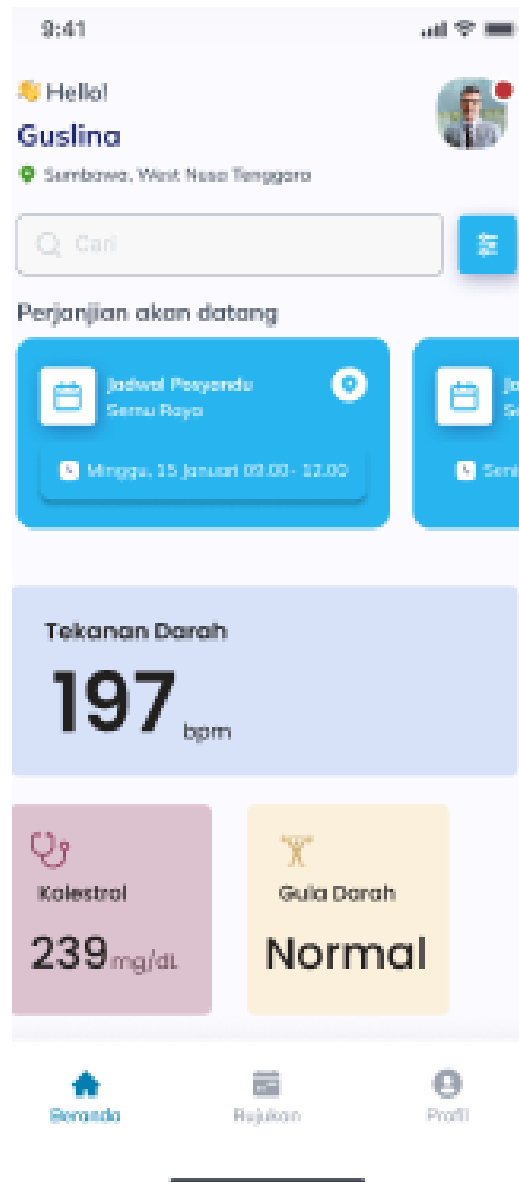 9:41
👋 Hello!
Guslina
Sumbawa, West Nusa Tenggara
Cari
Perjanjian akan datang
Jadwal Posyandu
Semu Raya
Minggu, 15 Januari 09.00- 12.00
Seni
Tekanan Darah
197 bpm
Kolestrol
239 mg/dL
Gula Darah
Normal
Beranda
Rujukan
Profil